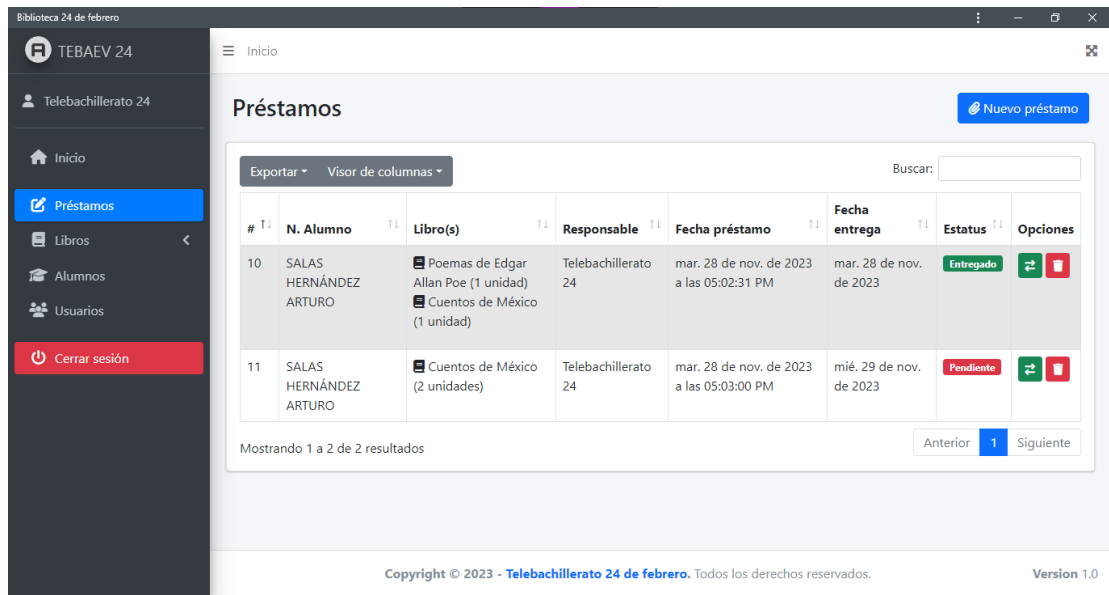 Biblioteca 24 de febrero
TEBAEV 24
Inicio
Telebachillerato 24
Préstamos
Nuevo préstamo
Inicio
Préstamos
Libros
Alumnos
Usuarios
Cerrar sesión
Exportar
Visor de columnas
Buscar:
# N. Alumno Libro(s) Responsable Fecha préstamo Fecha entrega Estatus Opciones
10 SALAS Poemas de Edgar Telebachillerato mar. 28 de nov. de 2023 mar. 28 de nov. Entregado
HERNÁNDEZ Allan Poe (1 unidad) 24 a las 05:02:31 PM de 2023
ARTURO Cuentos de México
(1 unidad)
11 SALAS Cuentos de México Telebachillerato mar. 28 de nov. de 2023 mié. 29 de nov. Pendiente
HERNÁNDEZ (2 unidades) 24 a las 05:03:00 PM de 2023
ARTURO
Mostrando 1 a 2 de 2 resultados
Anterior 1 Siguiente
Copyright © 2023 - Telebachillerato 24 de febrero. Todos los derechos reservados.
Version 1.0